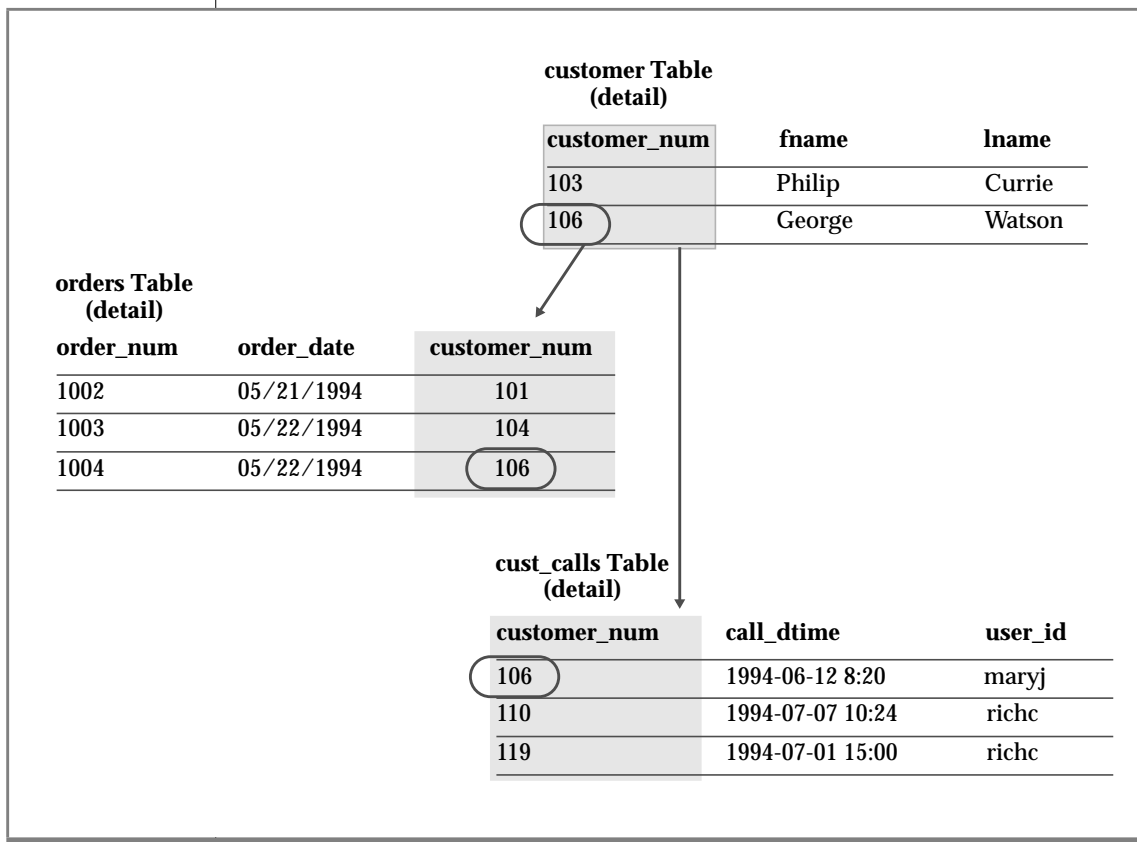 customer Table
(detail)
customer_num fname lname
103 Philip Currie
106 George Watson
orders Table
(detail)
order_num order_date customer_num
1002 05/21/1994 101
1003 05/22/1994 104
1004 05/22/1994 106
cust_calls Table
(detail)
customer_num call_dtime user_id
106 1994-06-12 8:20 maryj
110 1994-07-07 10:24 richc
119 1994-07-01 15:00 richc